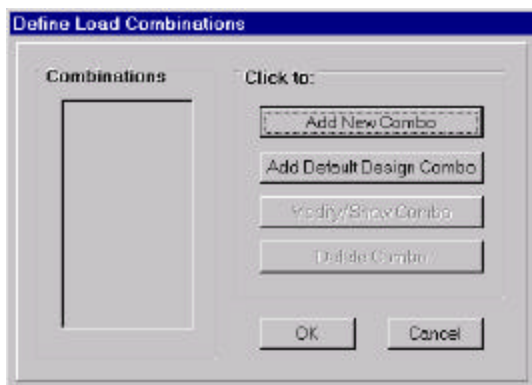 Define Load Combinations
Combinations
Click to:
Add New Combo
Add Default Design Combo
Modify/Show Combo
Delete Combo
OK
Cancel